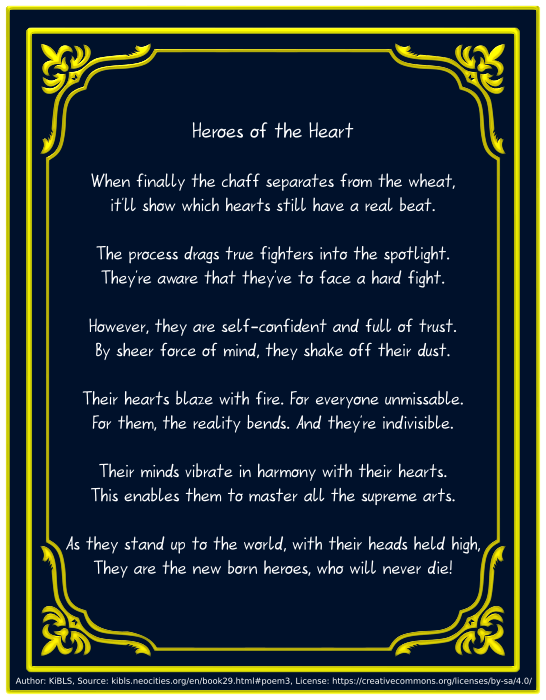 Heroes of the Heart
When finally the chaff separates from the wheat,
it'll show which hearts still have a real beat.
The process drags true fighters into the spotlight.
They're aware that they've to face a hard fight.
However, they are self-confident and full of trust.
By sheer force of mind, they shake off their dust.
Their hearts blaze with fire. For everyone unmissable.
For them, the reality bends. And they're indivisible.
Their minds vibrate in harmony with their hearts.
This enables them to master all the supreme arts.
As they stand up to the world, with their heads held high,
They are the new born heroes, who will never die!
Author: KiBLS, Source: kibls.neocities.org/en/book29.html#poem3, License: https://creativecommons.org/licenses/by-sa/4.0/